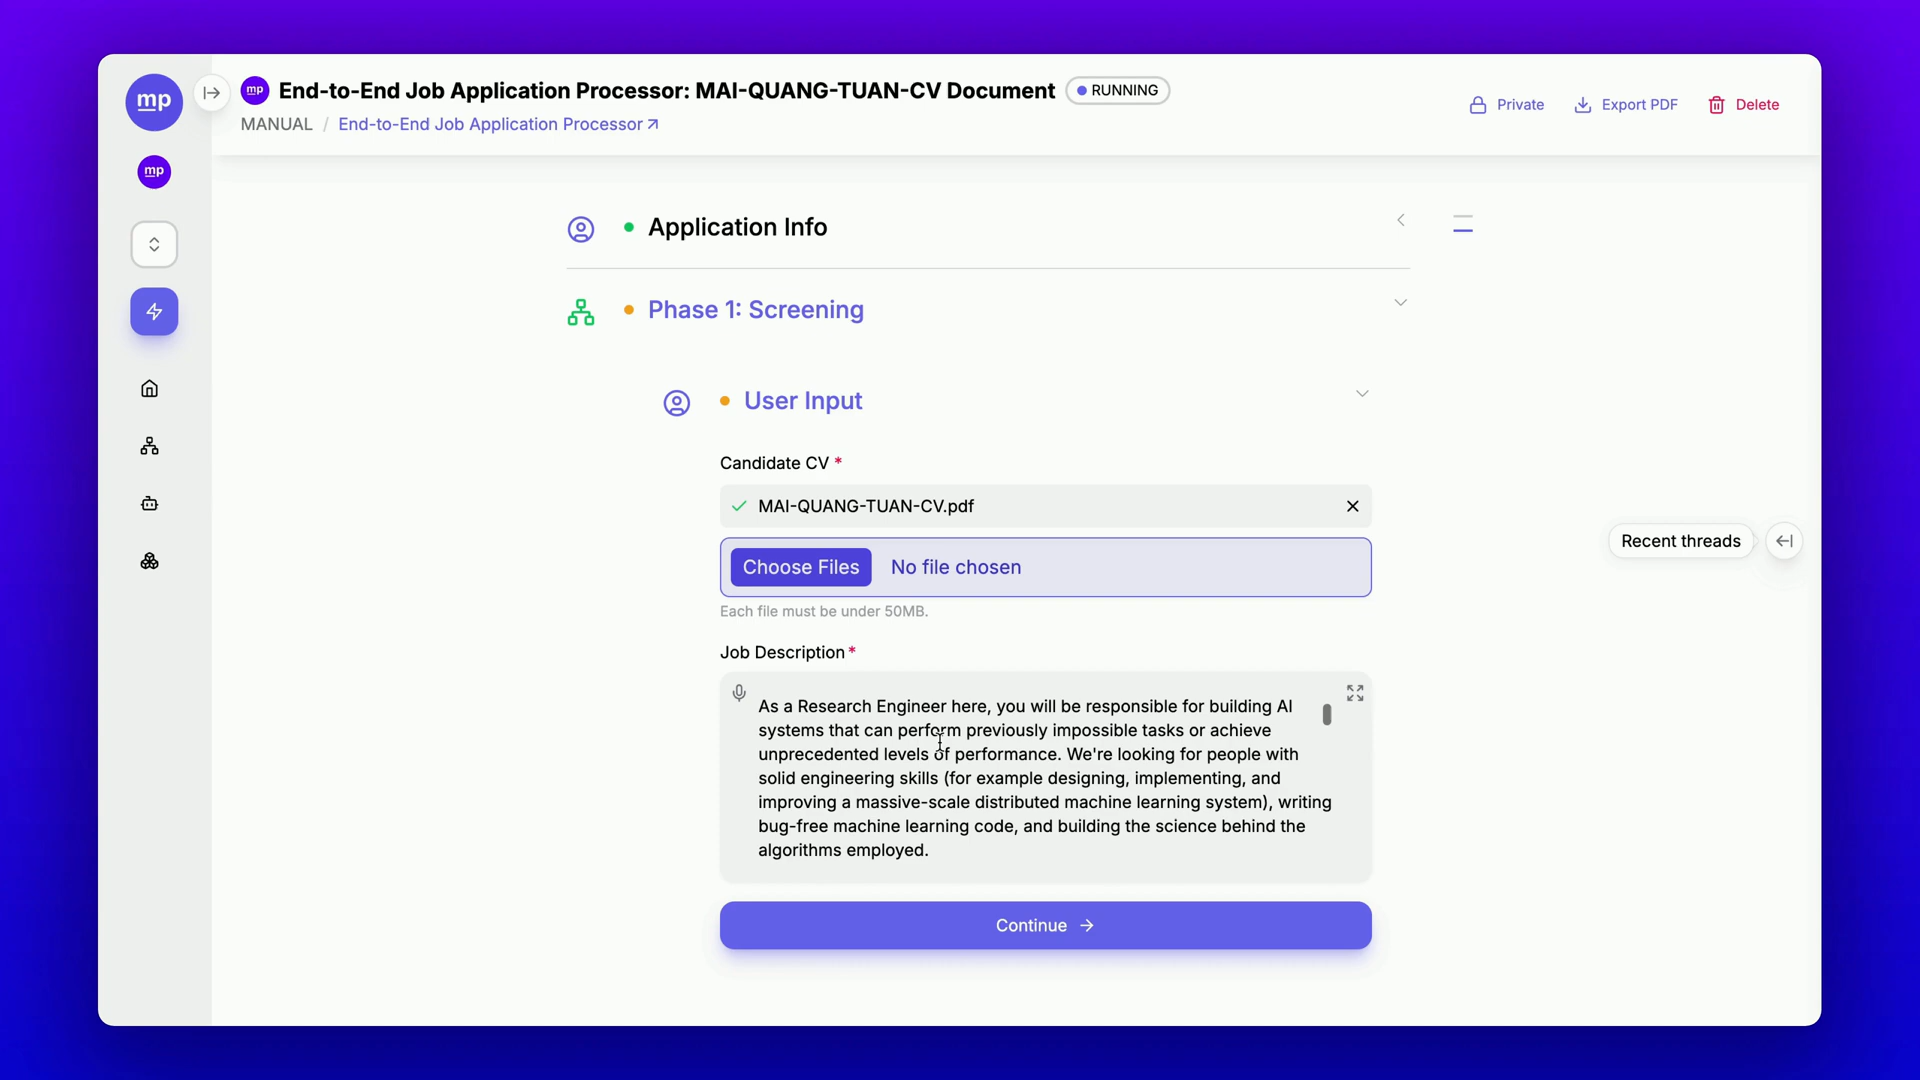 mp
mp
mp End-to-End Job Application Processor: MAI-QUANG-TUAN-CV Document RUNNING
MANUAL / End-to-End Job Application Processor
Private
Export PDF
Delete
Application Info
Phase 1: Screening
User Input
Candidate CV *
MAI-QUANG-TUAN-CV.pdf
Choose Files No file chosen
Each file must be under 50MB.
Recent threads
Job Description *
As a Research Engineer here, you will be responsible for building AI
systems that can perform previously impossible tasks or achieve
unprecedented levels of performance. We're looking for people with
solid engineering skills (for example designing, implementing, and
improving a massive-scale distributed machine learning system), writing
bug-free machine learning code, and building the science behind the
algorithms employed.
Continue